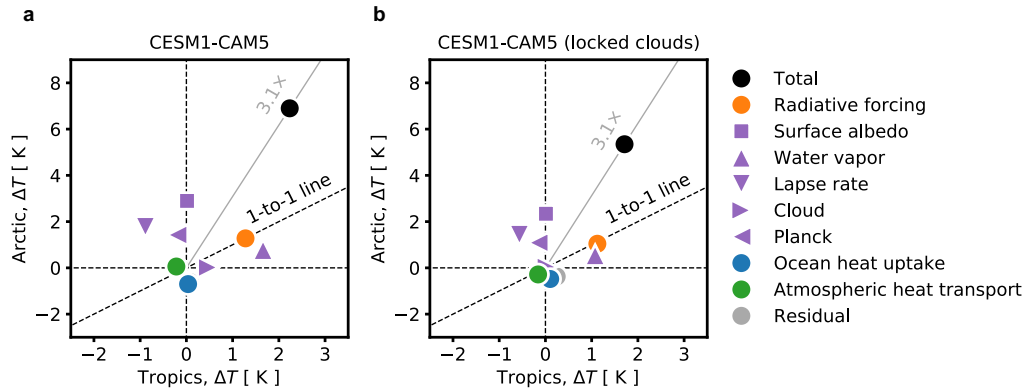 a
b
CESM1-CAM5
CESM1-CAM5 (locked clouds)
8
6
4
2
0
−2
−2
−1
0
1
2
3
Arctic, ΔT [ K ]
Tropics, ΔT [ K ]
3.1×
1-to-1 line
8
6
4
2
0
−2
−2
−1
0
1
2
3
Arctic, ΔT [ K ]
Tropics, ΔT [ K ]
3.1×
1-to-1 line
Total
Radiative forcing
Surface albedo
Water vapor
Lapse rate
Cloud
Planck
Ocean heat uptake
Atmospheric heat transport
Residual